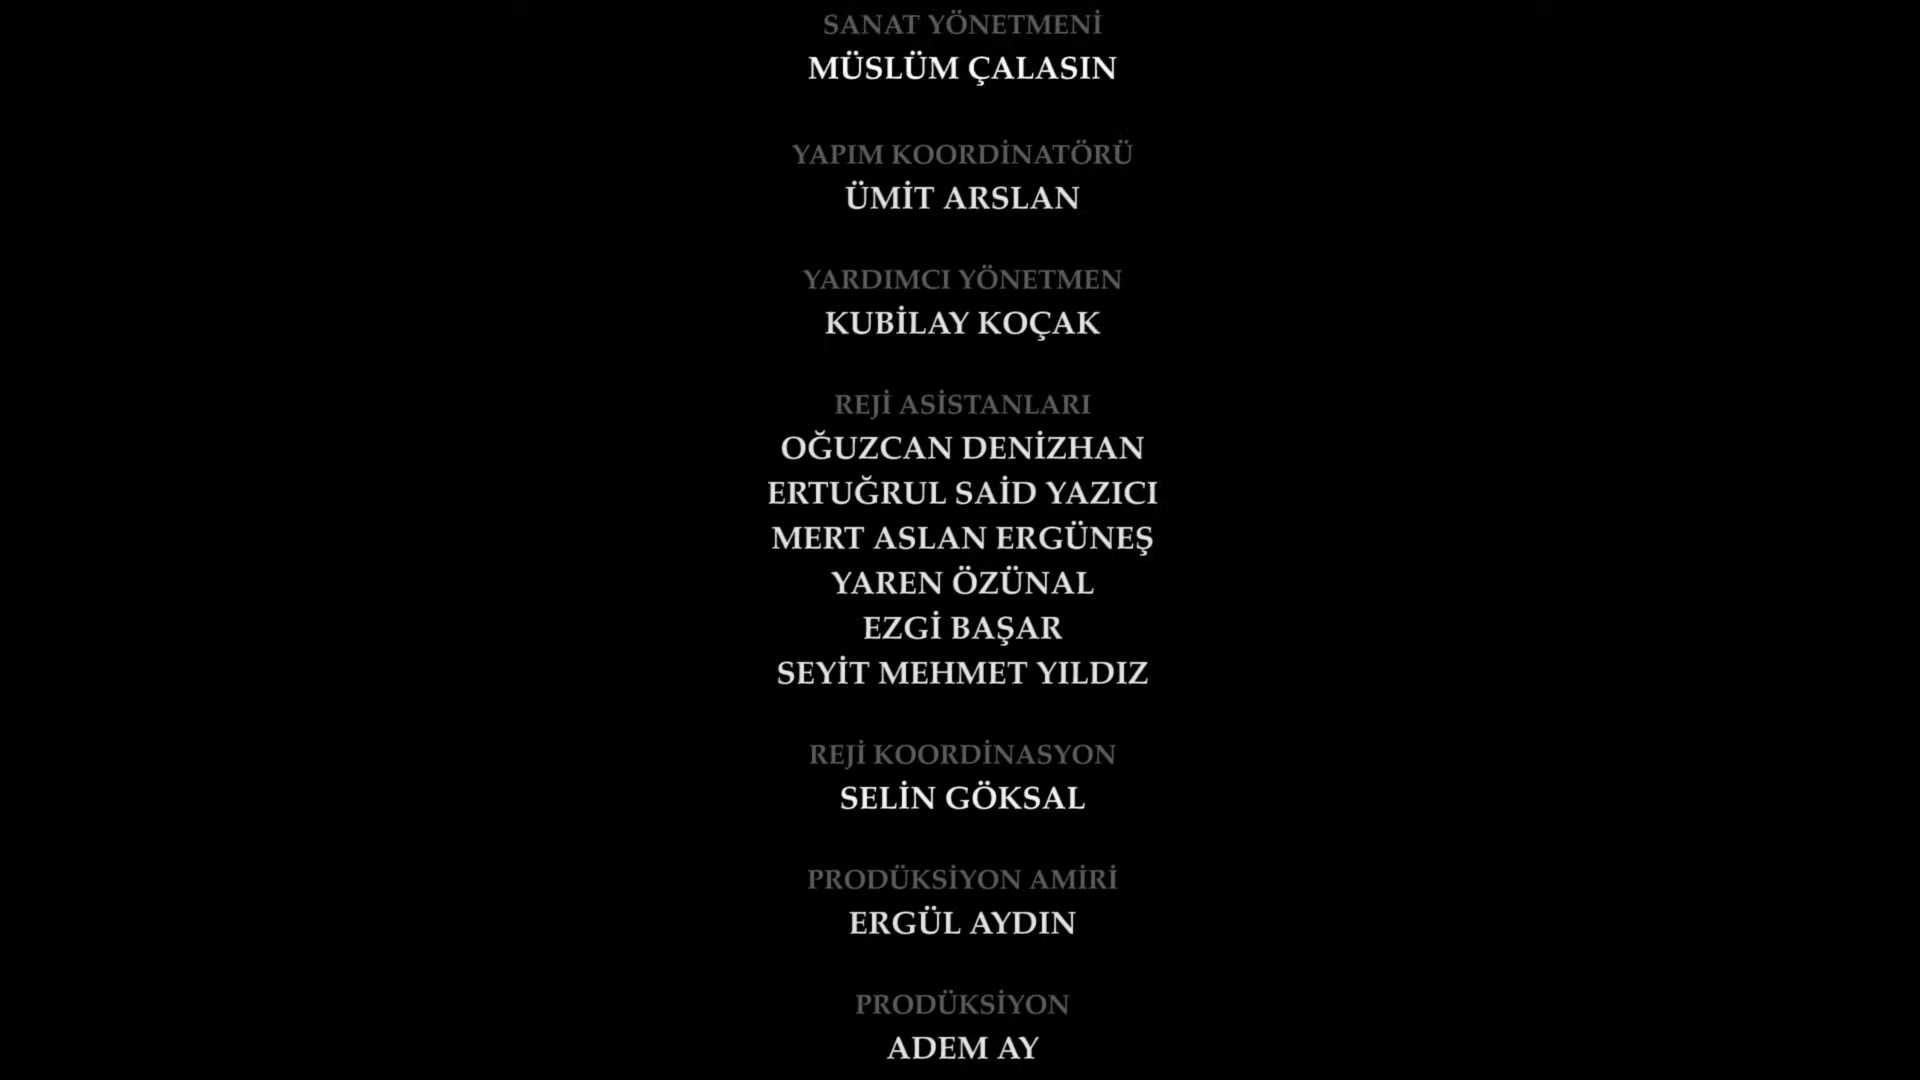 SANAT YÖNETMENİ
MÜSLÜM ÇALASIN
YAPIM KOORDİNATÖRÜ
ÜMİT ARSLAN
YARDIMCI YÖNETMEN
KUBİLAY KOÇAK
REJİ ASİSTANLARI
OĞUZCAN DENİZHAN
ERTUĞRUL SAİD YAZICI
MERT ASLAN ERGÜNEŞ
YAREN ÖZÜNAL
EZGİ BAŞAR
SEYİT MEHMET YILDIZ
REJİ KOORDİNASYON
SELİN GÖKSAL
PRODÜKSİYON AMİRİ
ERGÜL AYDIN
PRODÜKSİYON
ADEM AY